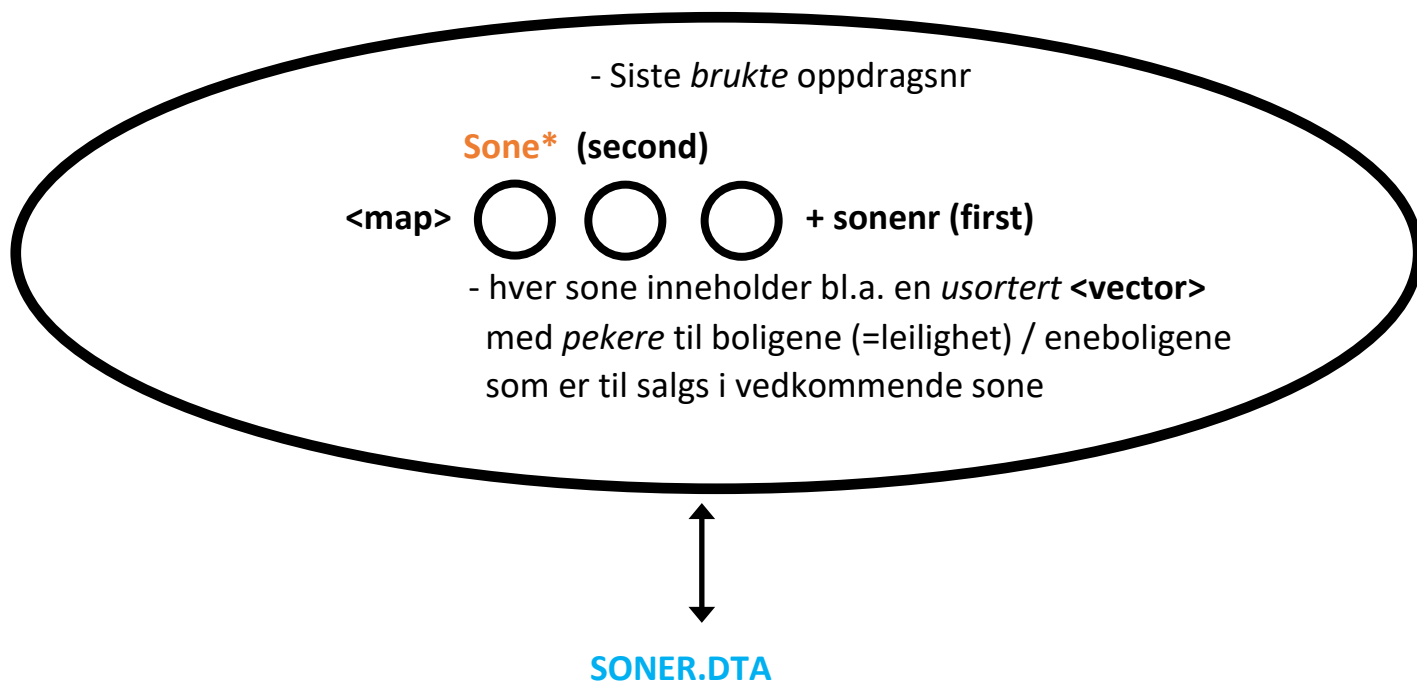 - Siste brukte oppdragsnr
Sone* (second)
<map> + sonenr (first)
- hver sone inneholder bl.a. en usortert <vector>
med pekere til boligene (=leilighet) / eneboligene
som er til salgs i vedkommende sone
SONER.DTA